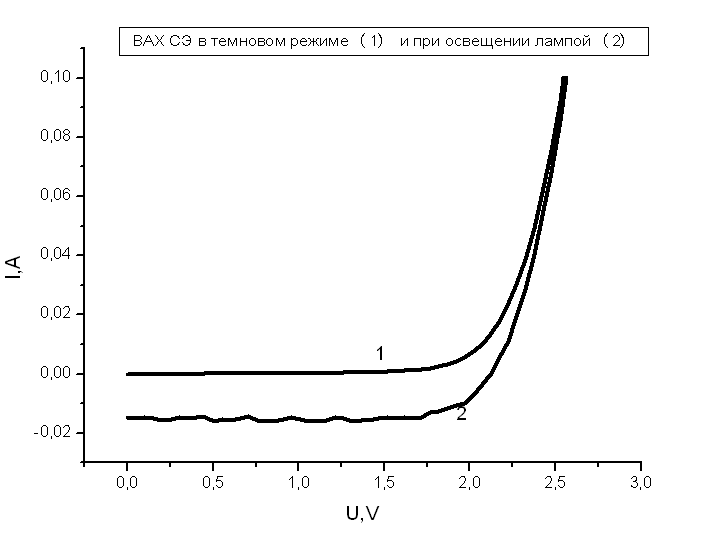 ВАХ СЭ в темновом режиме (1) и при освещении лампой (2)
0,10
0,08
0,06
0,04
0,02
0,00
-0,02
I,A
1
2
0,0 0,5 1,0 1,5 2,0 2,5 3,0
U,V